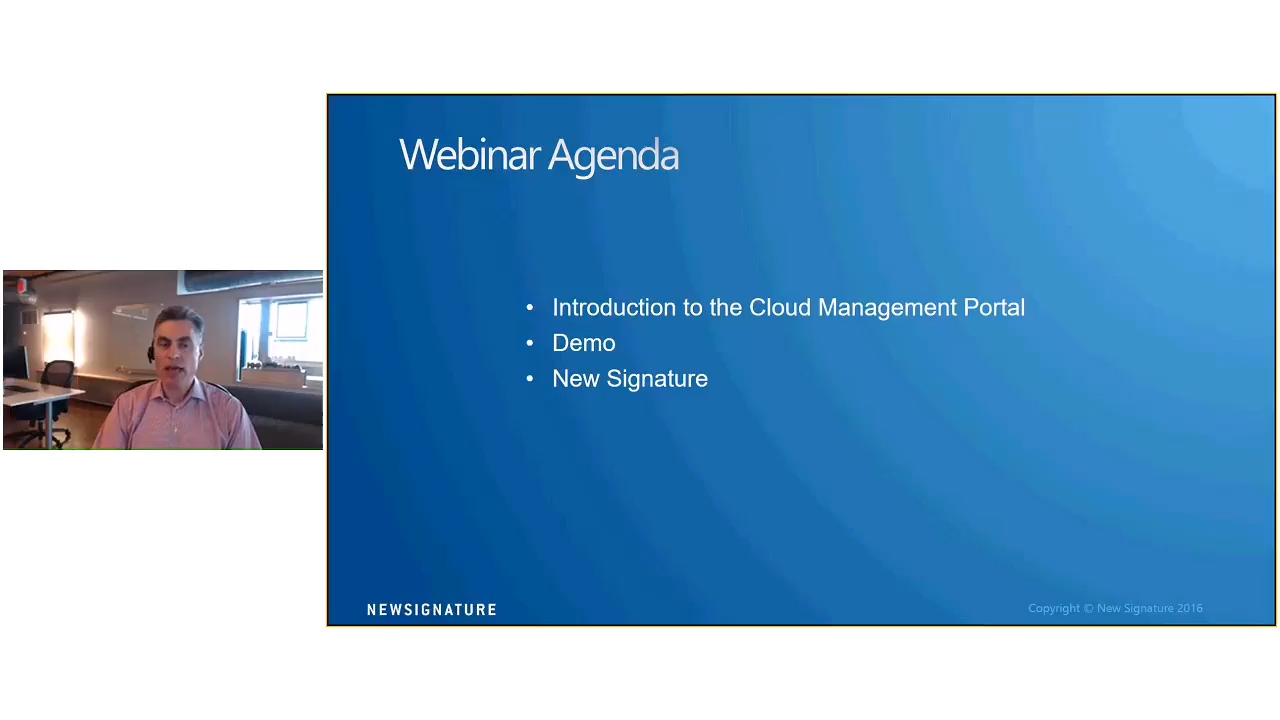 Webinar Agenda
• Introduction to the Cloud Management Portal
• Demo
• New Signature
NEWSIGNATURE
Copyright © New Signature 2016